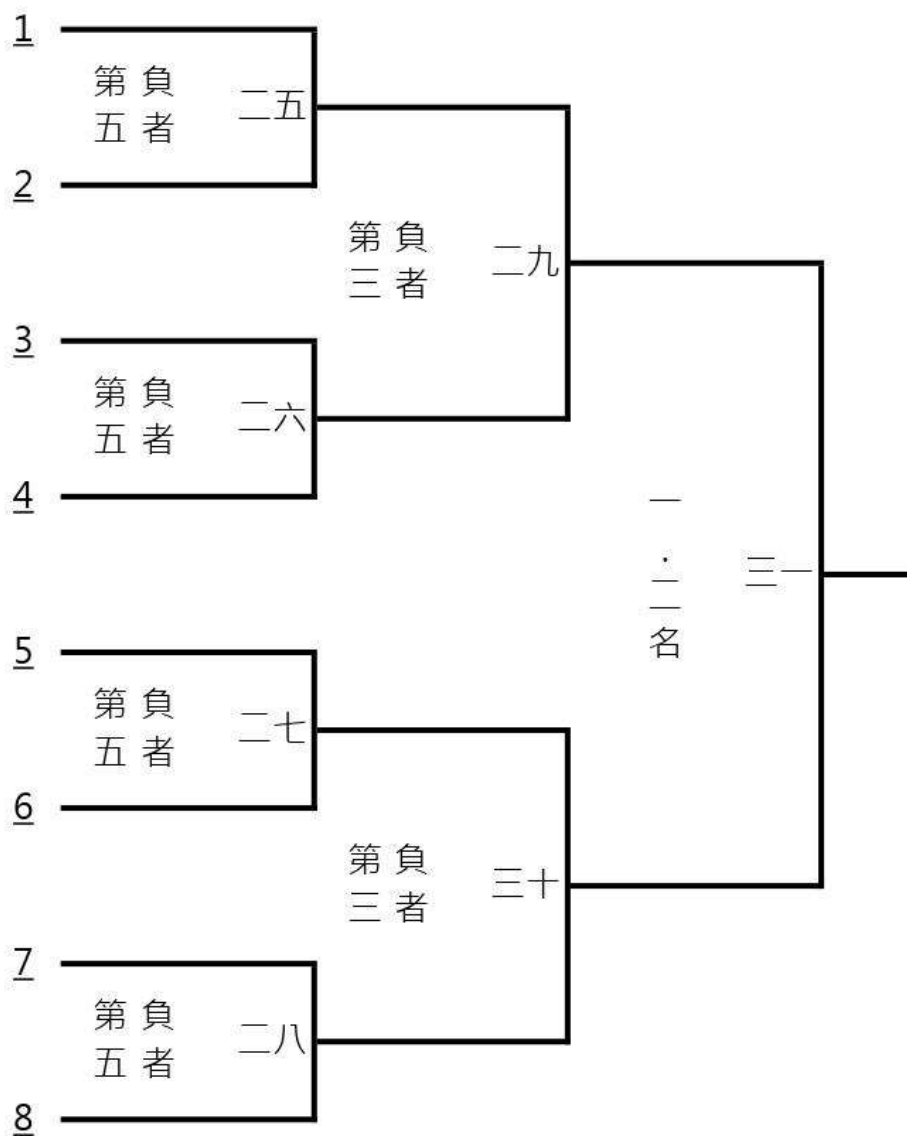 1
負者
第五
二五
2
負者
第三
二九
3
負者
第五
二六
4
一.二名
三一
5
負者
第五
二七
6
負者
第三
三十
7
負者
第五
二八
8